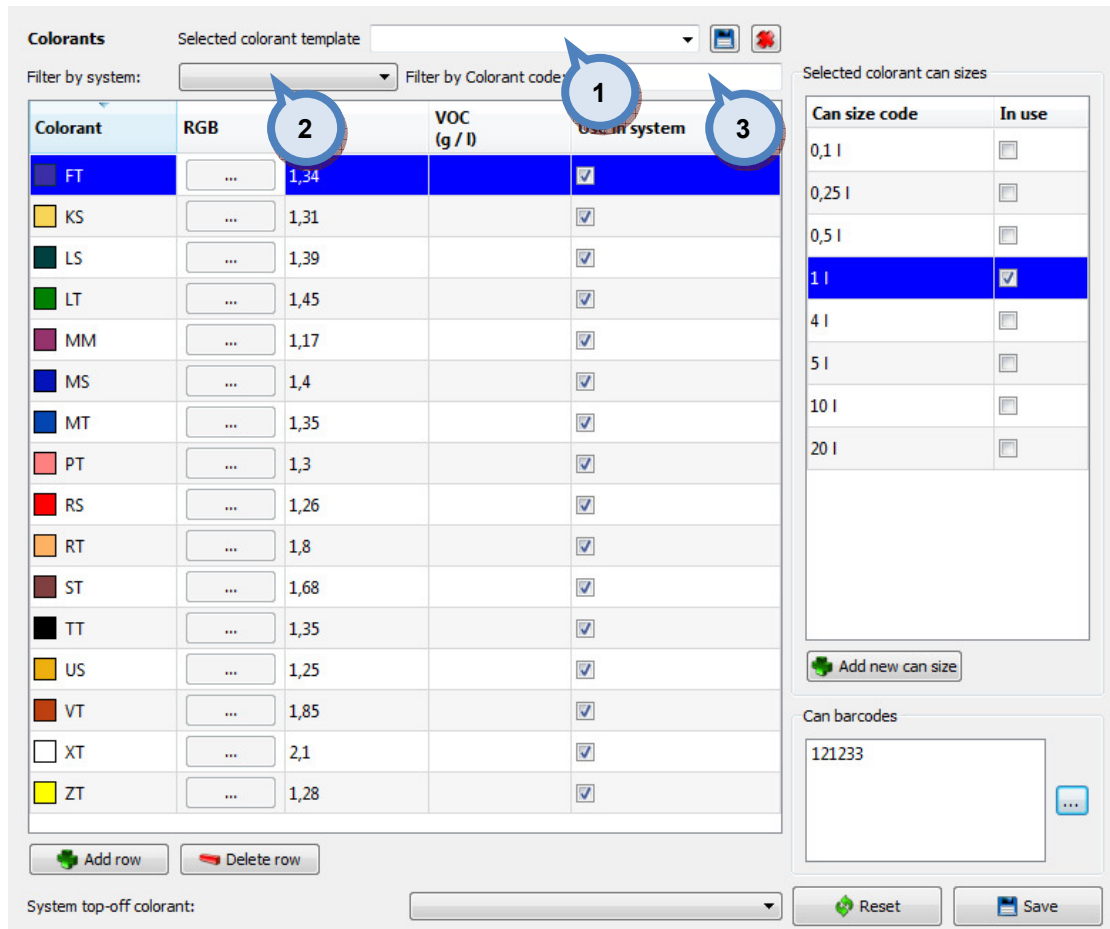 Colorants Selected colorant template
Filter by system: Filter by Colorant code:
1
2
3
Colorant RGB VOC (g / l) Use in system
FT ... 1,34
KS ... 1,31
LS ... 1,39
LT ... 1,45
MM ... 1,17
MS ... 1,4
MT ... 1,35
PT ... 1,3
RS ... 1,26
RT ... 1,8
ST ... 1,68
TT ... 1,35
US ... 1,25
VT ... 1,85
XT ... 2,1
ZT ... 1,28
Add row Delete row
System top-off colorant:
Selected colorant can sizes
Can size code In use
0,1 l
0,25 l
0,5 l
1 l
4 l
5 l
10 l
20 l
Add new can size
Can barcodes
121233
...
Reset Save